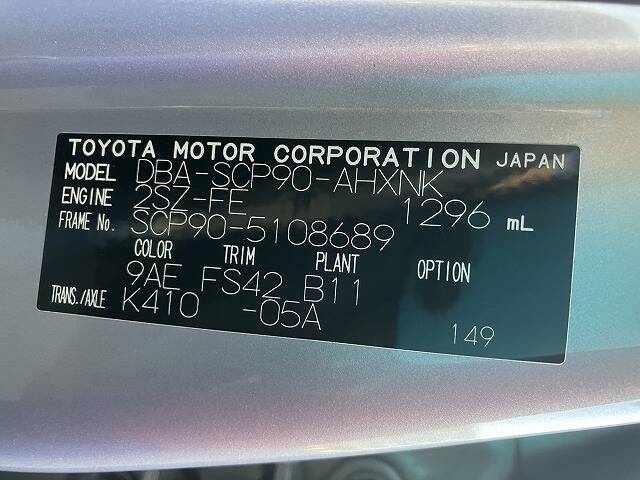 TOYOTA MOTOR CORPORATION JAPAN
MODEL DBA-SCP90-AHXNK
ENGINE 2SZ-FE 1296 mL
FRAME No. SCP90-5108689
COLOR TRIM PLANT OPTION
9AE FS42 B11
TRANS./AXLE K410 -05A
149